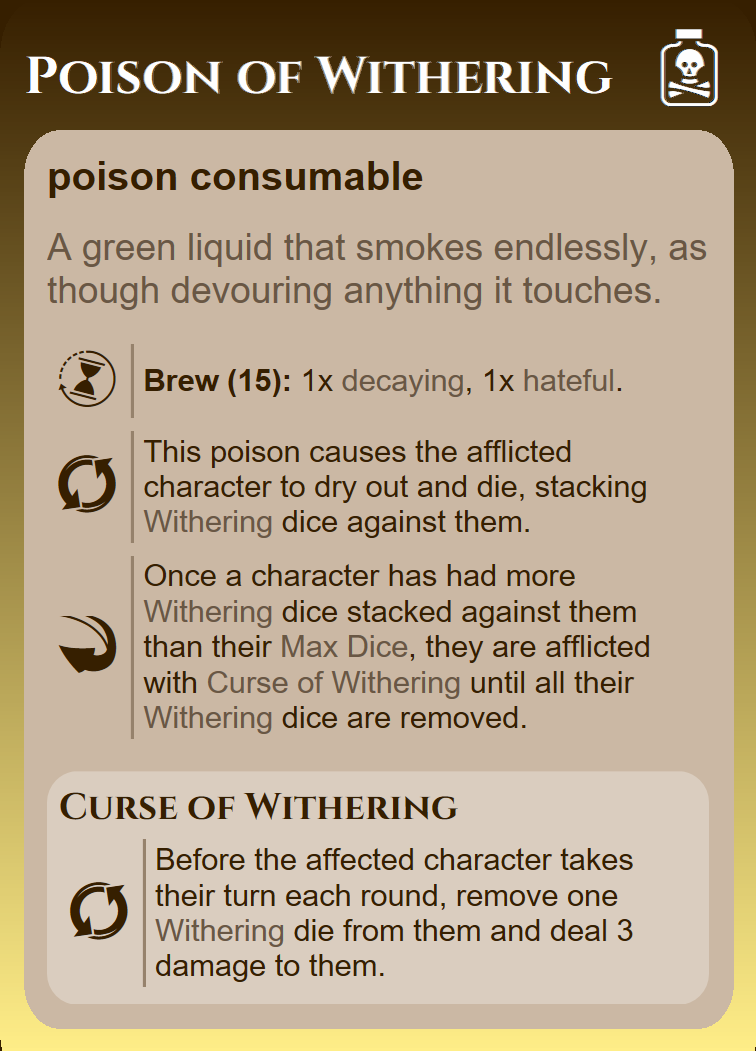 Poison of Withering
poison consumable
A green liquid that smokes endlessly, as
though devouring anything it touches.
Brew (15): 1x decaying, 1x hateful.
This poison causes the afflicted
character to dry out and die, stacking
Withering dice against them.
Once a character has had more
Withering dice stacked against them
than their Max Dice, they are afflicted
with Curse of Withering until all their
Withering dice are removed.
Curse of Withering
Before the affected character takes
their turn each round, remove one
Withering die from them and deal 3
damage to them.